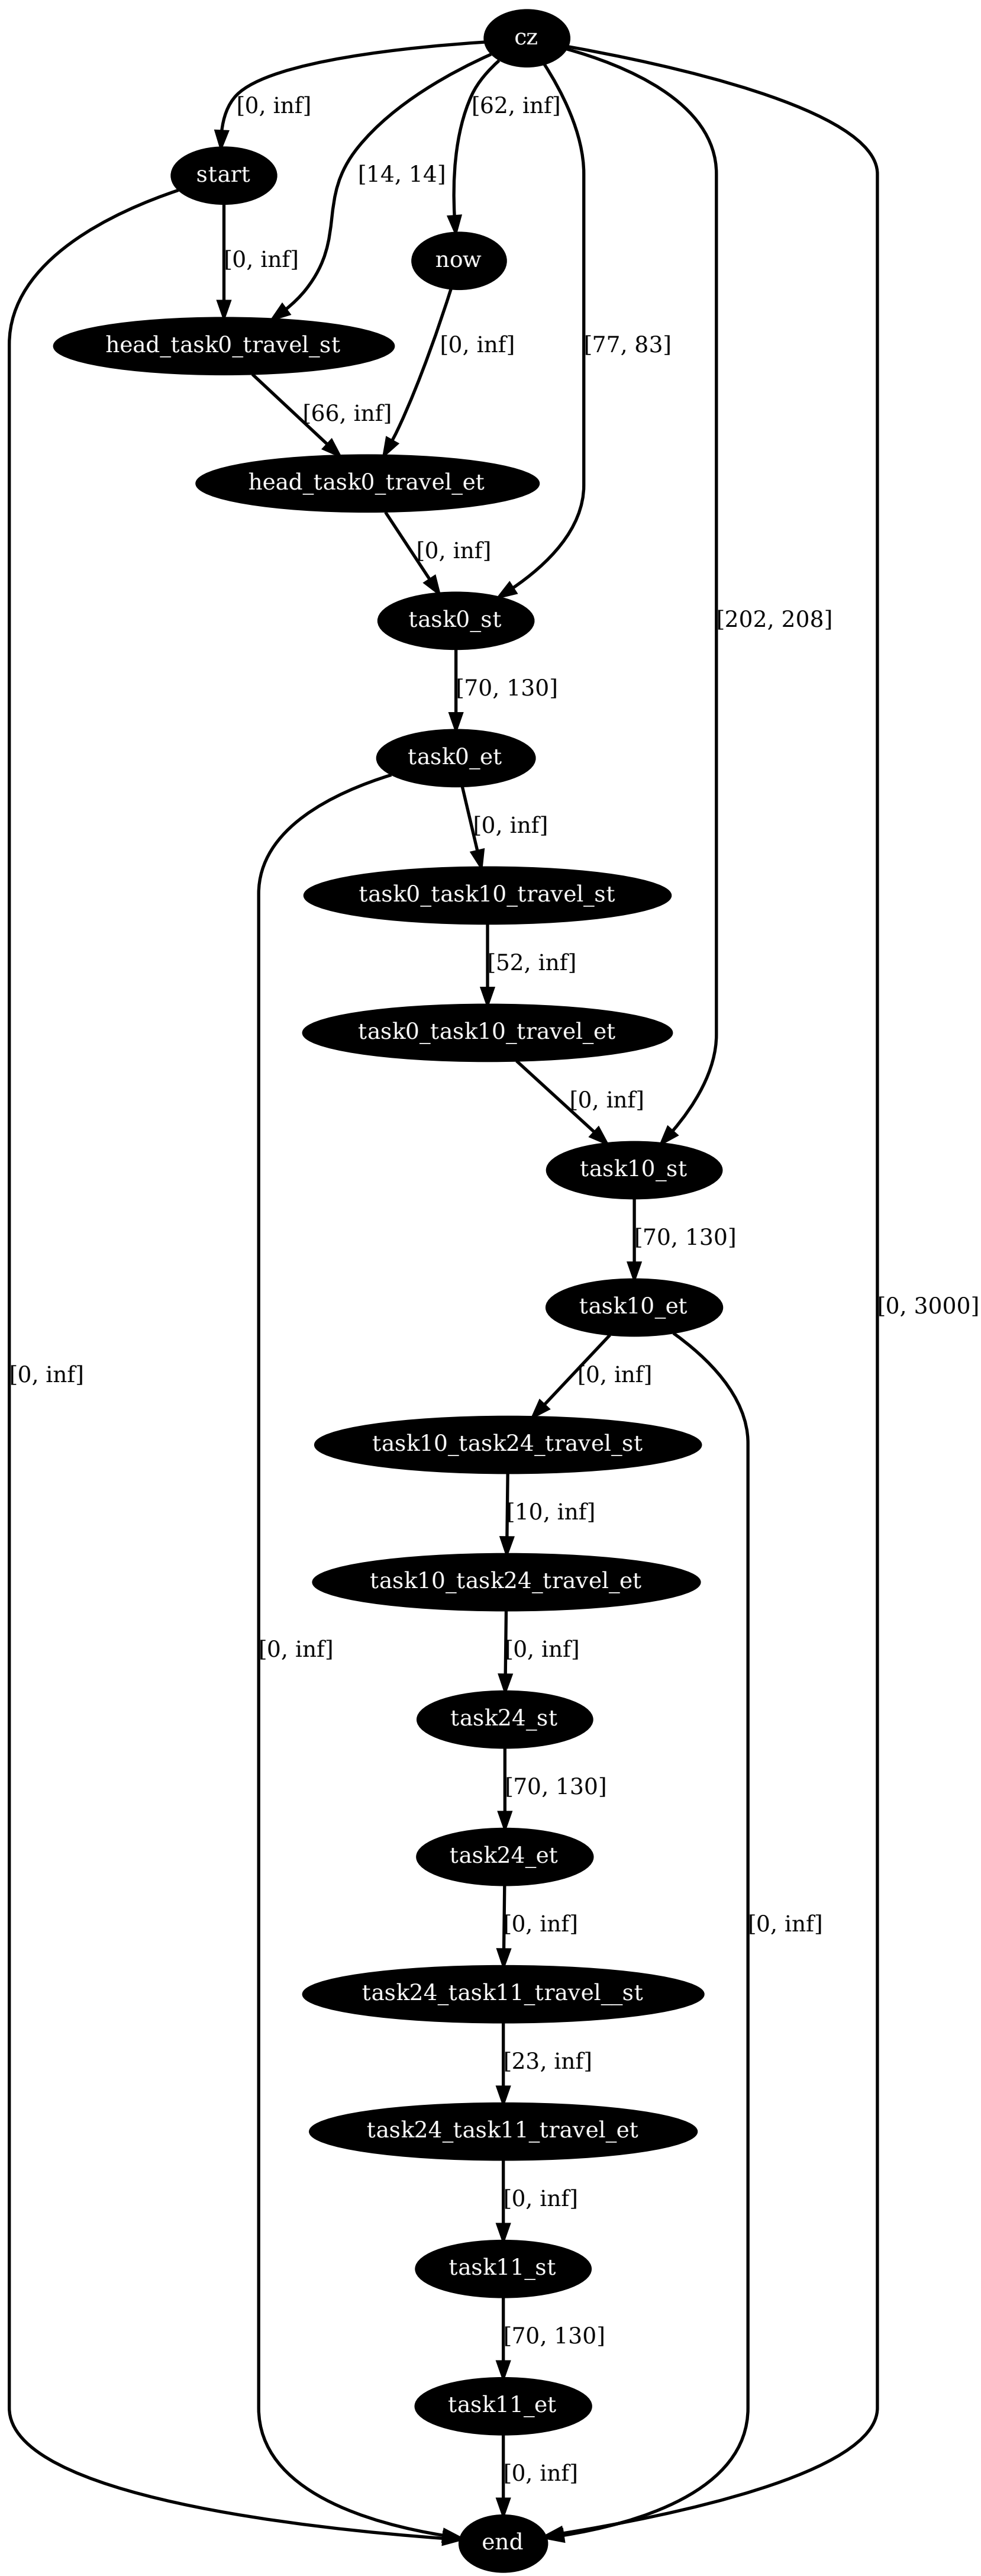 cz
[0, inf]
[62, inf]
start
[14, 14]
now
[0, inf]
head_task0_travel_st
[0, inf]
[77, 83]
[66, inf]
head_task0_travel_et
[0, inf]
task0_st
[202, 208]
[70, 130]
task0_et
[0, inf]
task0_task10_travel_st
[52, inf]
task0_task10_travel_et
[0, inf]
task10_st
[70, 130]
task10_et
[0, 3000]
[0, inf]
[0, inf]
task10_task24_travel_st
[10, inf]
task10_task24_travel_et
[0, inf]
[0, inf]
task24_st
[70, 130]
task24_et
[0, inf]
[0, inf]
task24_task11_travel__st
[23, inf]
task24_task11_travel_et
[0, inf]
task11_st
[70, 130]
task11_et
[0, inf]
end